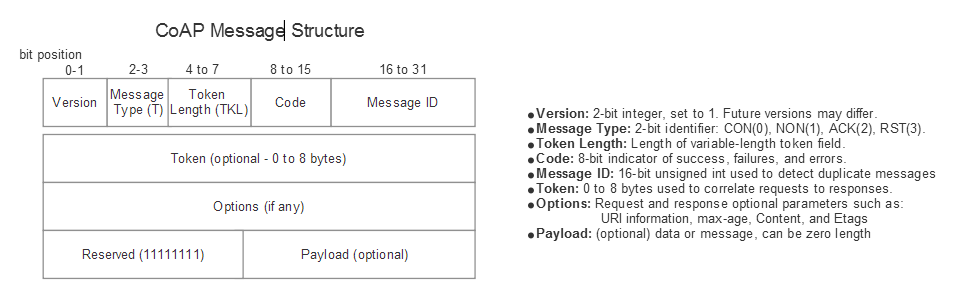 CoAP Message Structure
bit position
0-1 2-3 4 to 7 8 to 15 16 to 31
Version Message Type (T) Token Length (TKL) Code Message ID
Token (optional - 0 to 8 bytes)
Options (if any)
Reserved (11111111) Payload (optional)
● Version: 2-bit integer, set to 1. Future versions may differ.
● Message Type: 2-bit identifier: CON(0), NON(1), ACK(2), RST(3).
● Token Length: Length of variable-length token field.
● Code: 8-bit indicator of success, failures, and errors.
● Message ID: 16-bit unsigned int used to detect duplicate messages
● Token: 0 to 8 bytes used to correlate requests to responses.
● Options: Request and response optional parameters such as:
URI information, max-age, Content, and Etags
● Payload: (optional) data or message, can be zero length